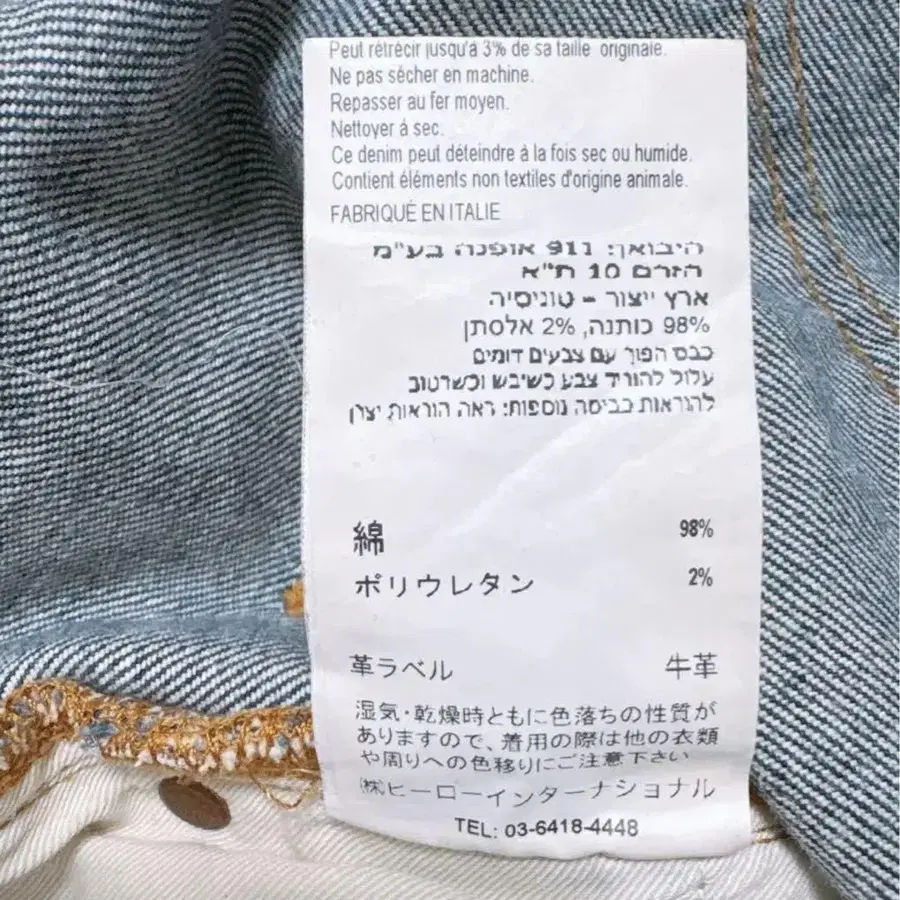 Peut rétrécir jusqu'à 3% de sa taille originale.
Ne pas sécher en machine.
Repasser au fer moyen.
Nettoyer à sec.
Ce denim peut déteindre à la fois sec ou humide.
Contient éléments non textiles d'origine animale.
FABRIQUÉ EN ITALIE
היבואן: 911 אופנה בע"מ
הזרם 10 ת"א
ארץ ייצור – טוניסיה
98% כותנה, 2% אלסתן
כבס הפוך עם צבעים דומים
עלול להוריד צבע כשיבש וכשרטוב
להוראות כביסה נוספות: ראה הוראות יצרן
綿 98%
ポリウレタン 2%
革ラベル 牛革
湿気・乾燥時ともに色落ちの性質が
ありますので、着用の際は他の衣類
や周りへの色移りにご注意下さい
㈱ヒーローインターナショナル
TEL: 03-6418-4448